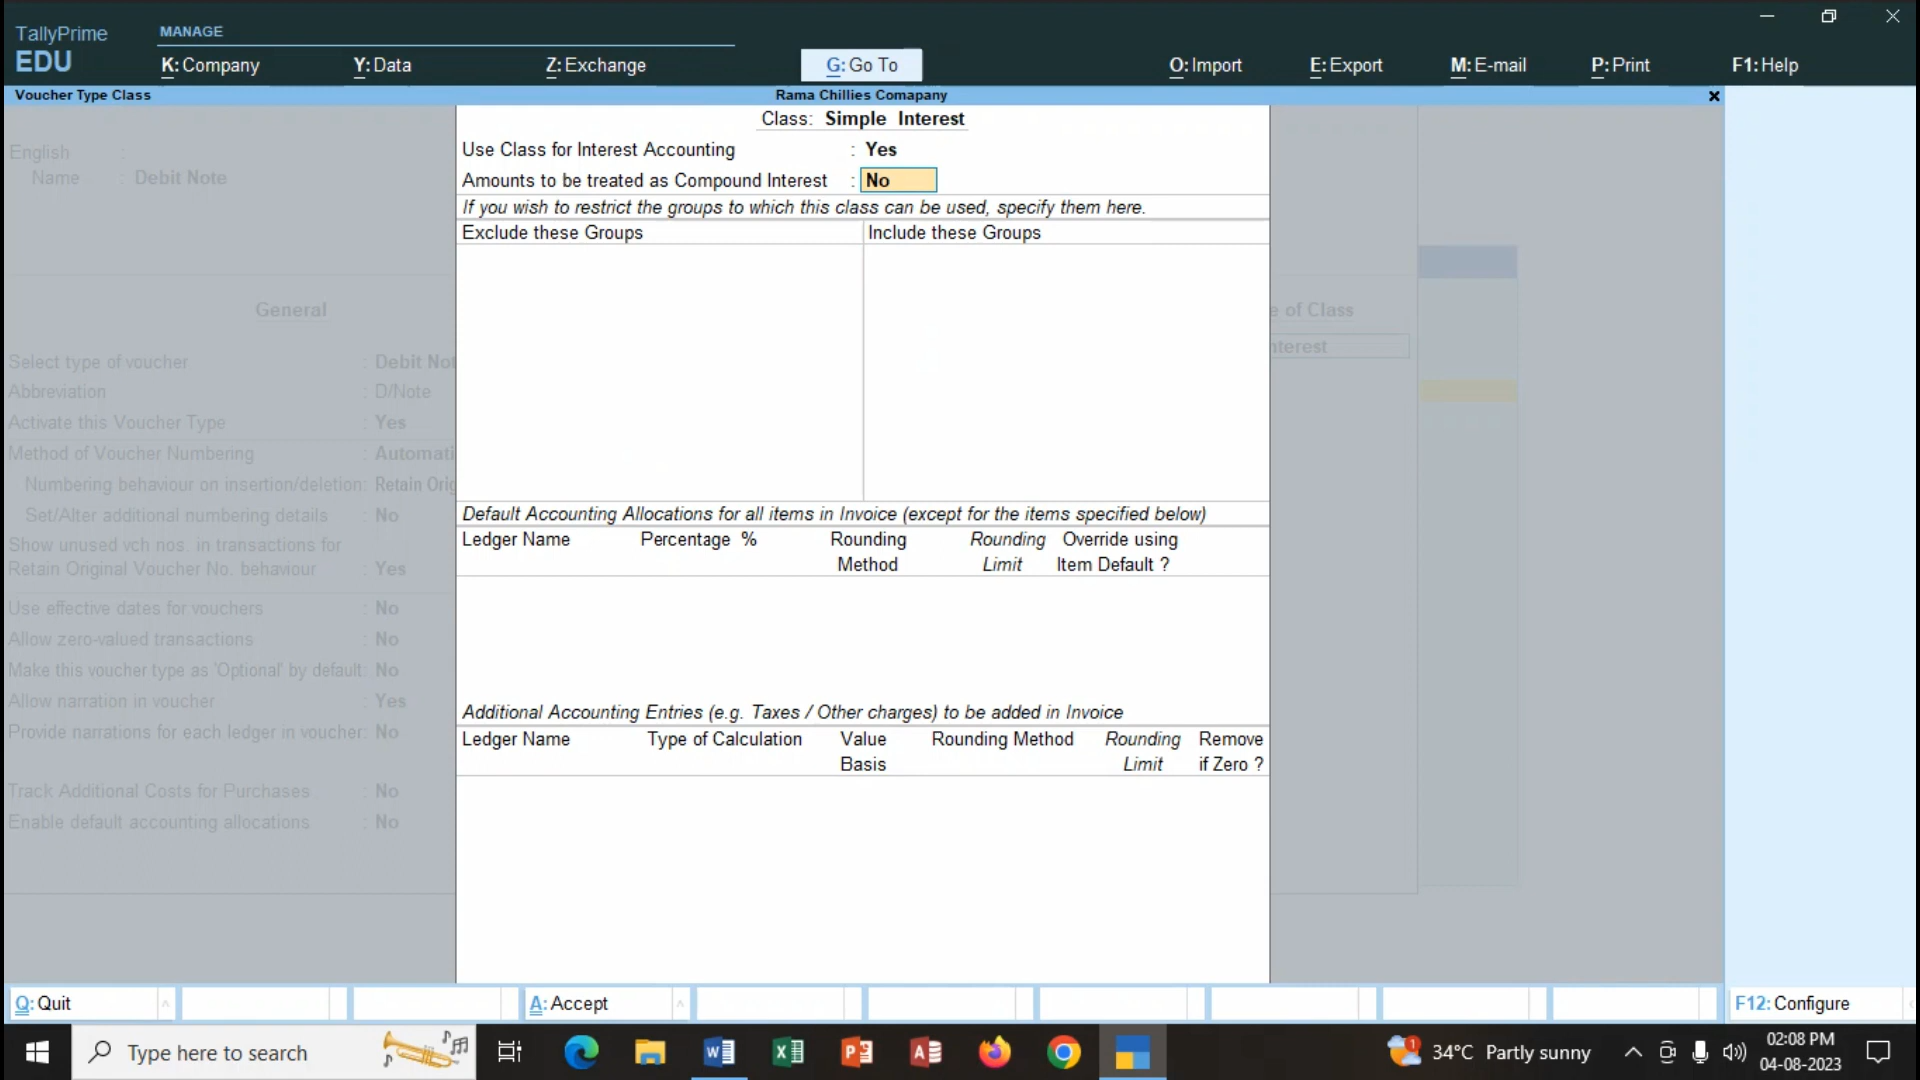 TallyPrime
EDU
MANAGE
K: Company
Y: Data
Z: Exchange
G: Go To
O: Import
E: Export
M: E-mail
P: Print
F1: Help
Voucher Type Class
Rama Chillies Comapany
Class: Simple Interest
Use Class for Interest Accounting : Yes
Amounts to be treated as Compound Interest : No
If you wish to restrict the groups to which this class can be used, specify them here.
Exclude these Groups
Include these Groups
Default Accounting Allocations for all items in Invoice (except for the items specified below)
Ledger Name Percentage % Rounding Rounding Override using
Method Limit Item Default ?
Additional Accounting Entries (e.g. Taxes / Other charges) to be added in Invoice
Ledger Name Type of Calculation Value Rounding Method Rounding Remove
Basis Limit if Zero ?
English :
Name : Debit Note
General
e of Class
nterest
Select type of voucher : Debit Not
Abbreviation : D/Note
Activate this Voucher Type : Yes
Method of Voucher Numbering : Automati
Numbering behaviour on insertion/deletion: Retain Orig
Set/Alter additional numbering details : No
Show unused vch nos. in transactions for
Retain Original Voucher No. behaviour : Yes
Use effective dates for vouchers : No
Allow zero-valued transactions : No
Make this voucher type as 'Optional' by default: No
Allow narration in voucher : Yes
Provide narrations for each ledger in voucher: No
Track Additional Costs for Purchases : No
Enable default accounting allocations : No
Q: Quit
A: Accept
F12: Configure
Type here to search
34°C Partly sunny
02:08 PM
04-08-2023